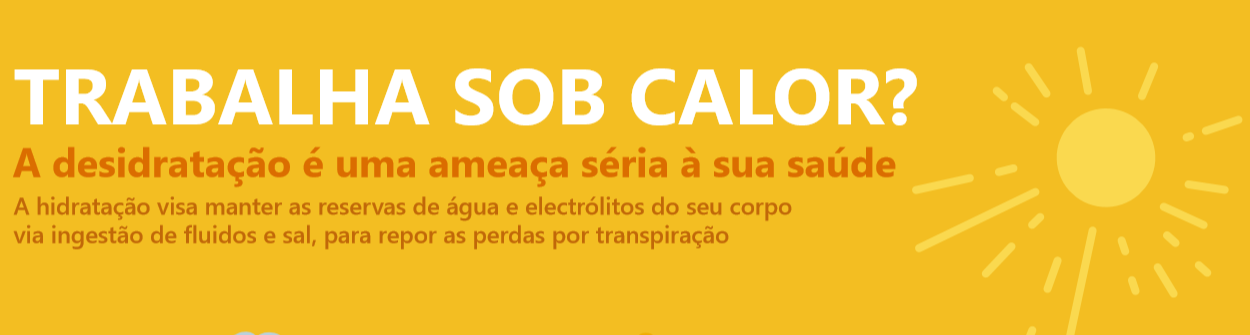 TRABALHA SOB CALOR?
A desidratação é uma ameaça séria à sua saúde
A hidratação visa manter as reservas de água e electrólitos do seu corpo
via ingestão de fluidos e sal, para repor as perdas por transpiração